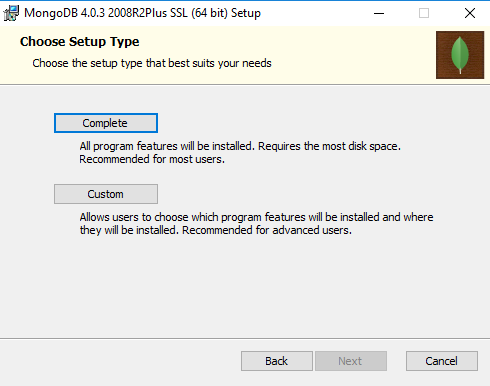 MongoDB 4.0.3 2008R2Plus SSL (64 bit) Setup
Choose Setup Type
Choose the setup type that best suits your needs
Complete
All program features will be installed. Requires the most disk space.
Recommended for most users.
Custom
Allows users to choose which program features will be installed and where
they will be installed. Recommended for advanced users.
Back Next Cancel